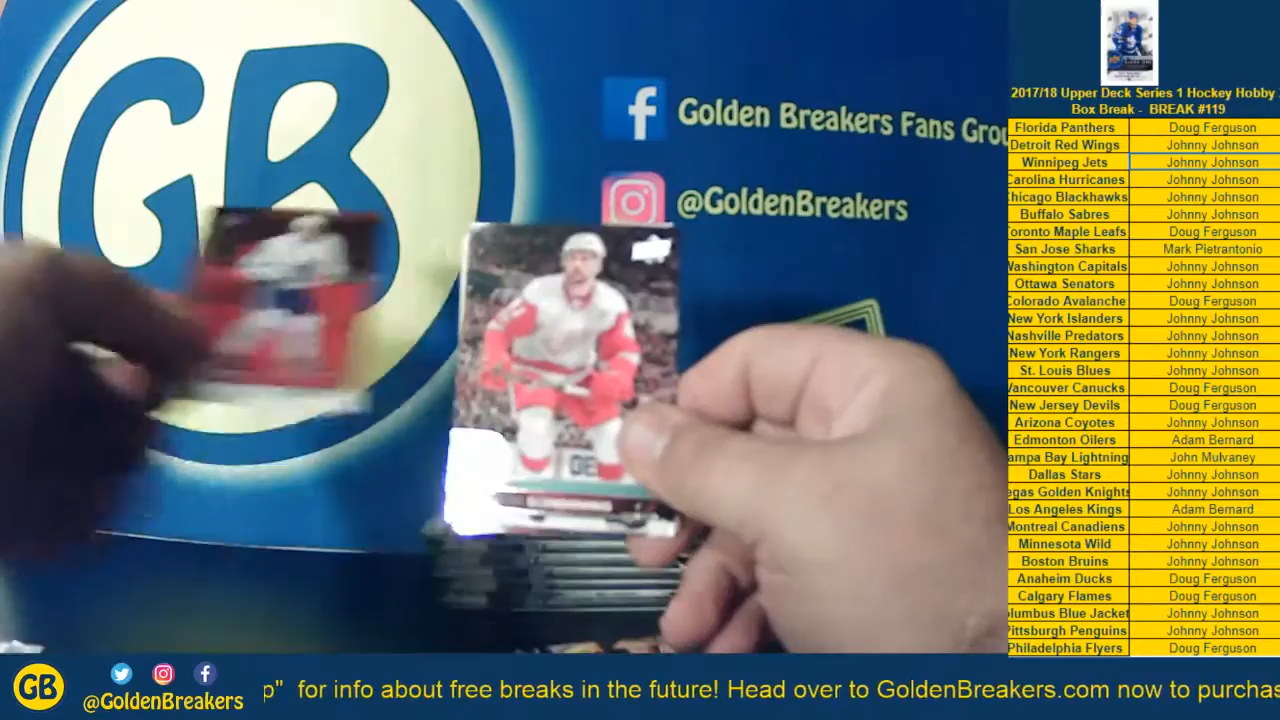 GB
Golden Breakers Fans Grou
@GoldenBreakers
2017/18 Upper Deck Series 1 Hockey Hobby
Box Break - BREAK #119
Florida Panthers Doug Ferguson
Detroit Red Wings Johnny Johnson
Winnipeg Jets Johnny Johnson
Carolina Hurricanes Johnny Johnson
Chicago Blackhawks Johnny Johnson
Buffalo Sabres Johnny Johnson
Toronto Maple Leafs Doug Ferguson
San Jose Sharks Mark Pietrantonio
Washington Capitals Johnny Johnson
Ottawa Senators Johnny Johnson
Colorado Avalanche Doug Ferguson
New York Islanders Johnny Johnson
Nashville Predators Johnny Johnson
New York Rangers Johnny Johnson
St. Louis Blues Johnny Johnson
Vancouver Canucks Doug Ferguson
New Jersey Devils Doug Ferguson
Arizona Coyotes Johnny Johnson
Edmonton Oilers Adam Bernard
ampa Bay Lightning John Mulvaney
Dallas Stars Johnny Johnson
egas Golden Knights Johnny Johnson
Los Angeles Kings Adam Bernard
Montreal Canadiens Johnny Johnson
Minnesota Wild Johnny Johnson
Boston Bruins Johnny Johnson
Anaheim Ducks Doug Ferguson
Calgary Flames Doug Ferguson
olumbus Blue Jacket Johnny Johnson
Pittsburgh Penguins Johnny Johnson
Philadelphia Flyers Doug Ferguson
GB
@GoldenBreakers
p" for info about free breaks in the future! Head over to GoldenBreakers.com now to purchas